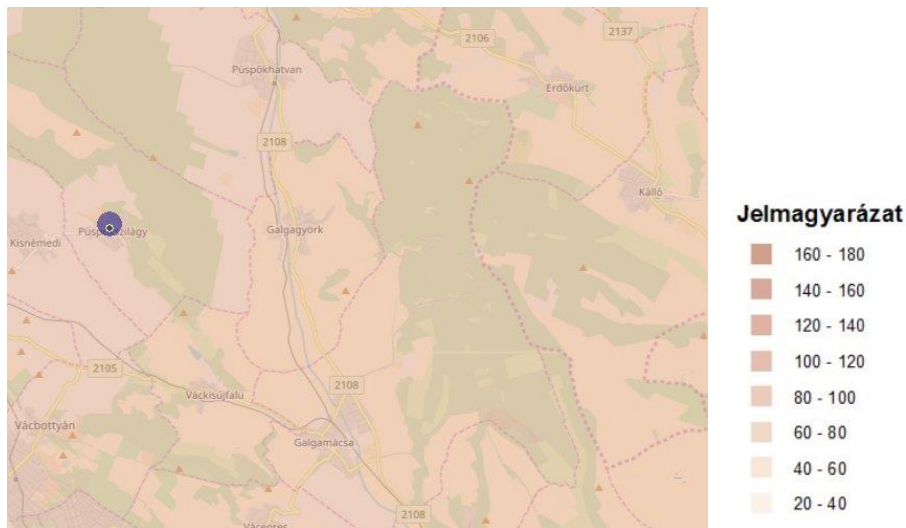 2137
2106
Püspökhatvan
Erdőkürt
2108
Kálló
Kisnémedi
Galgagyörk
2105
2108
Váckisújfalu
Vácbottyán
Galgamácsa
2108
Jelmagyarázat
160 - 180
140 - 160
120 - 140
100 - 120
80 - 100
60 - 80
40 - 60
20 - 40